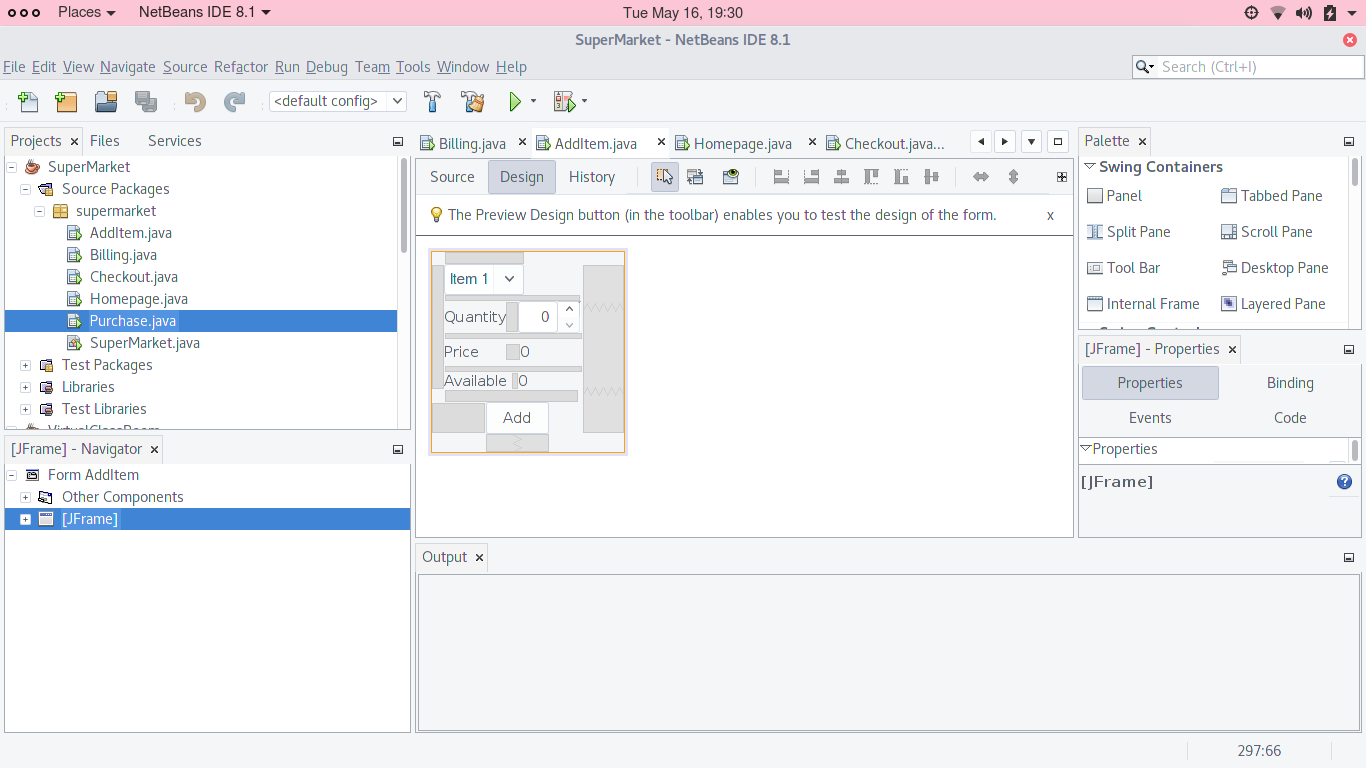 Places NetBeans IDE 8.1 Tue May 16, 19:30
SuperMarket - NetBeans IDE 8.1
File Edit View Navigate Source Refactor Run Debug Team Tools Window Help
Search (Ctrl+I)
<default config>
Projects Files Services
SuperMarket
Source Packages
supermarket
AddItem.java
Billing.java
Checkout.java
Homepage.java
Purchase.java
SuperMarket.java
Test Packages
Libraries
Test Libraries
VirtualClassRoom
[JFrame] - Navigator
Form AddItem
Other Components
[JFrame]
Billing.java AddItem.java Homepage.java Checkout.java...
Source Design History
The Preview Design button (in the toolbar) enables you to test the design of the form. x
Item 1
Quantity 0
Price 0
Available 0
Add
Output
Palette
Swing Containers
Panel Tabbed Pane
Split Pane Scroll Pane
Tool Bar Desktop Pane
Internal Frame Layered Pane
[JFrame] - Properties
Properties Binding
Events Code
Properties
[JFrame]
297:66